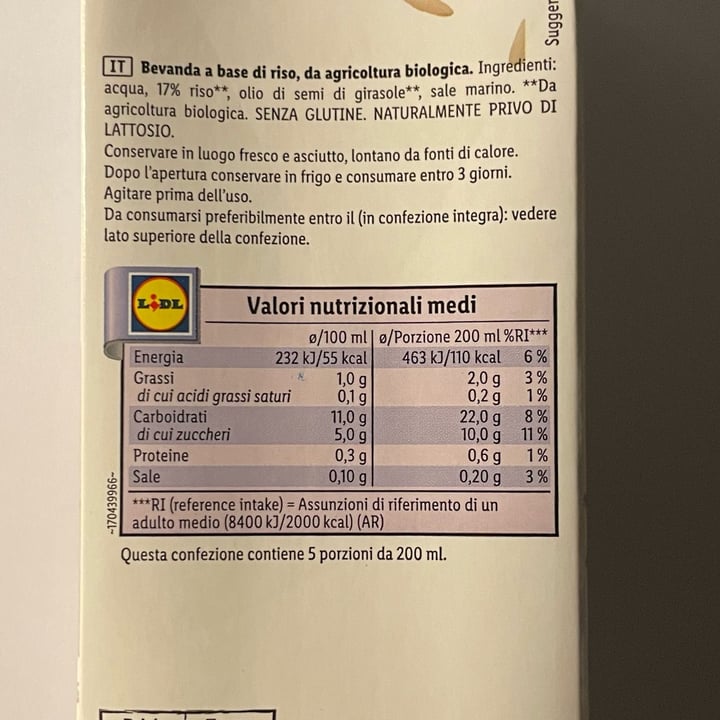 Sugger
IT Bevanda a base di riso, da agricoltura biologica. Ingredienti:
acqua, 17% riso**, olio di semi di girasole**, sale marino. **Da
agricoltura biologica. SENZA GLUTINE. NATURALMENTE PRIVO DI
LATTOSIO.
Conservare in luogo fresco e asciutto, lontano da fonti di calore.
Dopo l'apertura conservare in frigo e consumare entro 3 giorni.
Agitare prima dell'uso.
Da consumarsi preferibilmente entro il (in confezione integra): vedere
lato superiore della confezione.
LIDL
Valori nutrizionali medi
ø/100 ml ø/Porzione 200 ml %RI***
Energia 232 kJ/55 kcal 463 kJ/110 kcal 6 %
Grassi 1,0 g 2,0 g 3 %
di cui acidi grassi saturi 0,1 g 0,2 g 1 %
Carboidrati 11,0 g 22,0 g 8 %
di cui zuccheri 5,0 g 10,0 g 11 %
Proteine 0,3 g 0,6 g 1 %
Sale 0,10 g 0,20 g 3 %
***RI (reference intake) = Assunzioni di riferimento di un
adulto medio (8400 kJ/2000 kcal) (AR)
~170439966~
Questa confezione contiene 5 porzioni da 200 ml.